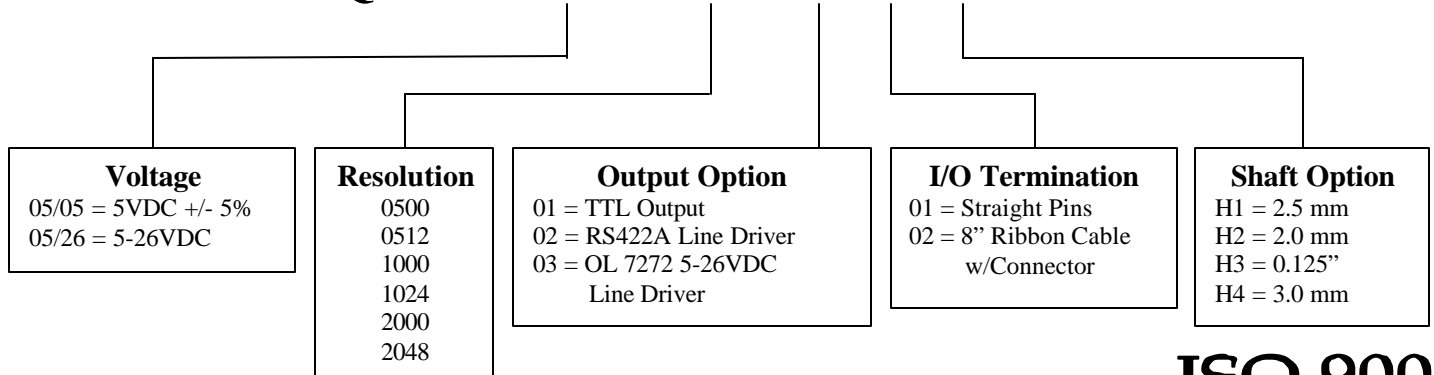 Voltage
05/05 = 5VDC +/- 5%
05/26 = 5-26VDC
Resolution
0500
0512
1000
1024
2000
2048
Output Option
01 = TTL Output
02 = RS422A Line Driver
03 = OL 7272 5-26VDC
Line Driver
I/O Termination
01 = Straight Pins
02 = 8” Ribbon Cable
w/Connector
Shaft Option
H1 = 2.5 mm
H2 = 2.0 mm
H3 = 0.125”
H4 = 3.0 mm
ISO 900